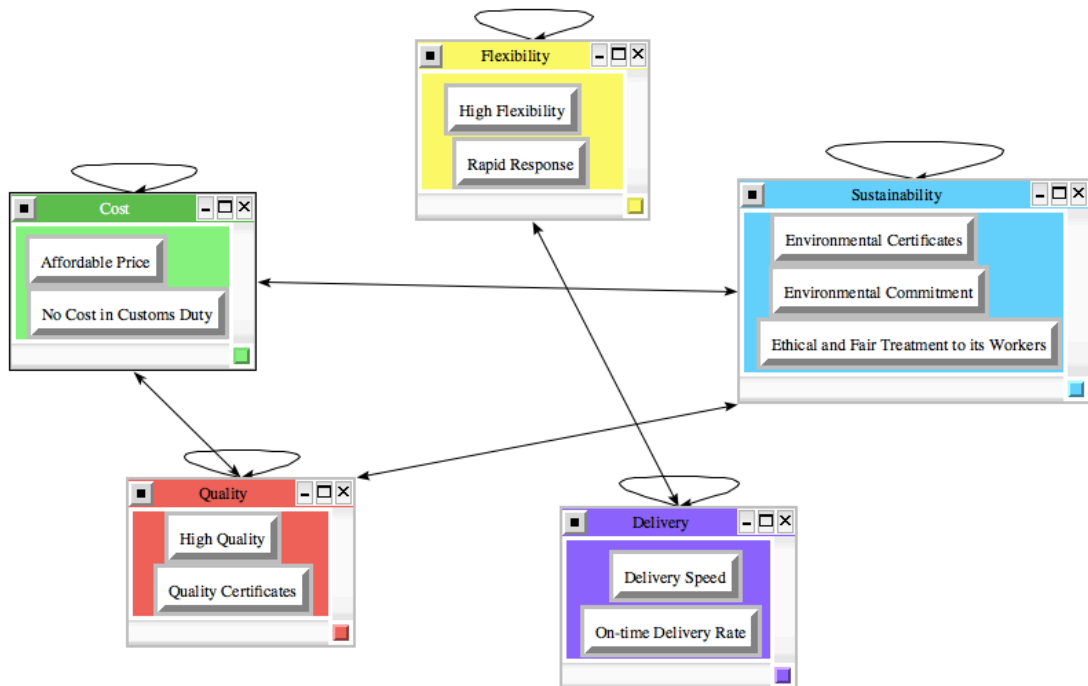 Flexibility
High Flexibility
Rapid Response
Cost
Affordable Price
No Cost in Customs Duty
Sustainability
Environmental Certificates
Environmental Commitment
Ethical and Fair Treatment to its Workers
Quality
High Quality
Quality Certificates
Delivery
Delivery Speed
On-time Delivery Rate